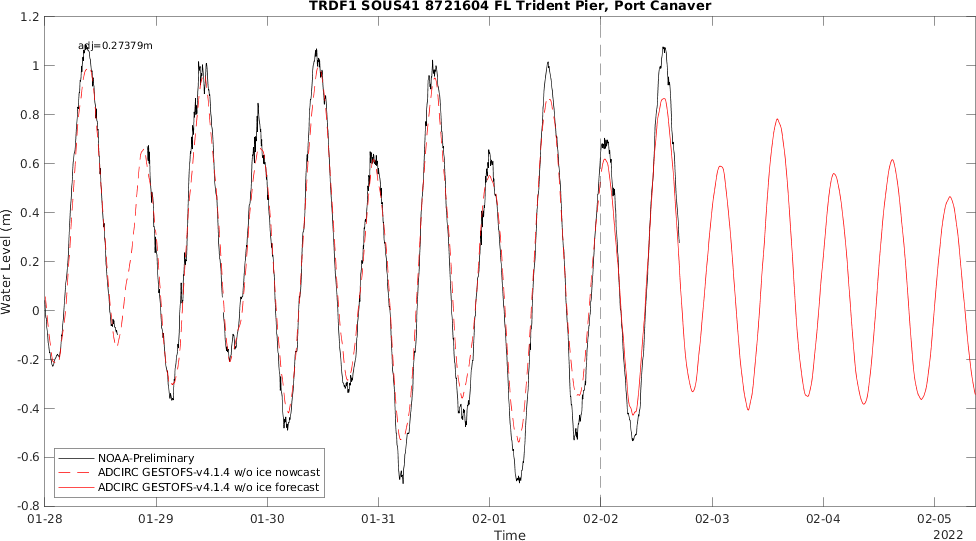 TRDF1 SOUS41 8721604 FL Trident Pier, Port Canaver
adj=0.27379m
1.2
1
0.8
0.6
0.4
0.2
0
-0.2
-0.4
-0.6
-0.8
Water Level (m)
NOAA-Preliminary
ADCIRC GESTOFS-v4.1.4 w/o ice nowcast
ADCIRC GESTOFS-v4.1.4 w/o ice forecast
01-28 01-29 01-30 01-31 02-01 02-02 02-03 02-04 02-05
Time
2022